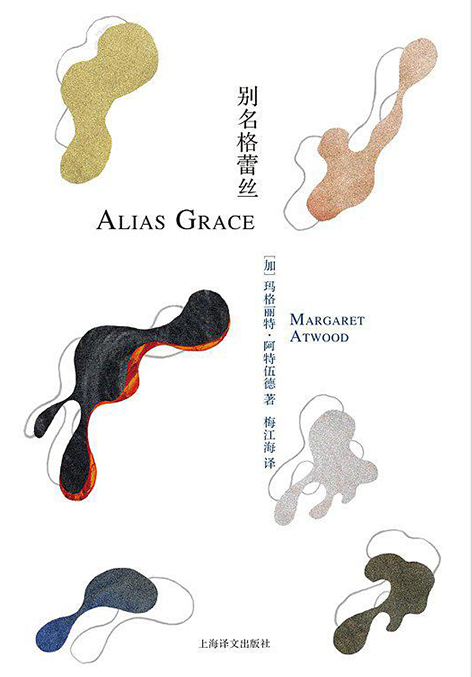 别名格蕾丝
ALIAS GRACE
[加] 玛格丽特·阿特伍德 著
MARGARET
ATWOOD
梅江海 译
上海译文出版社